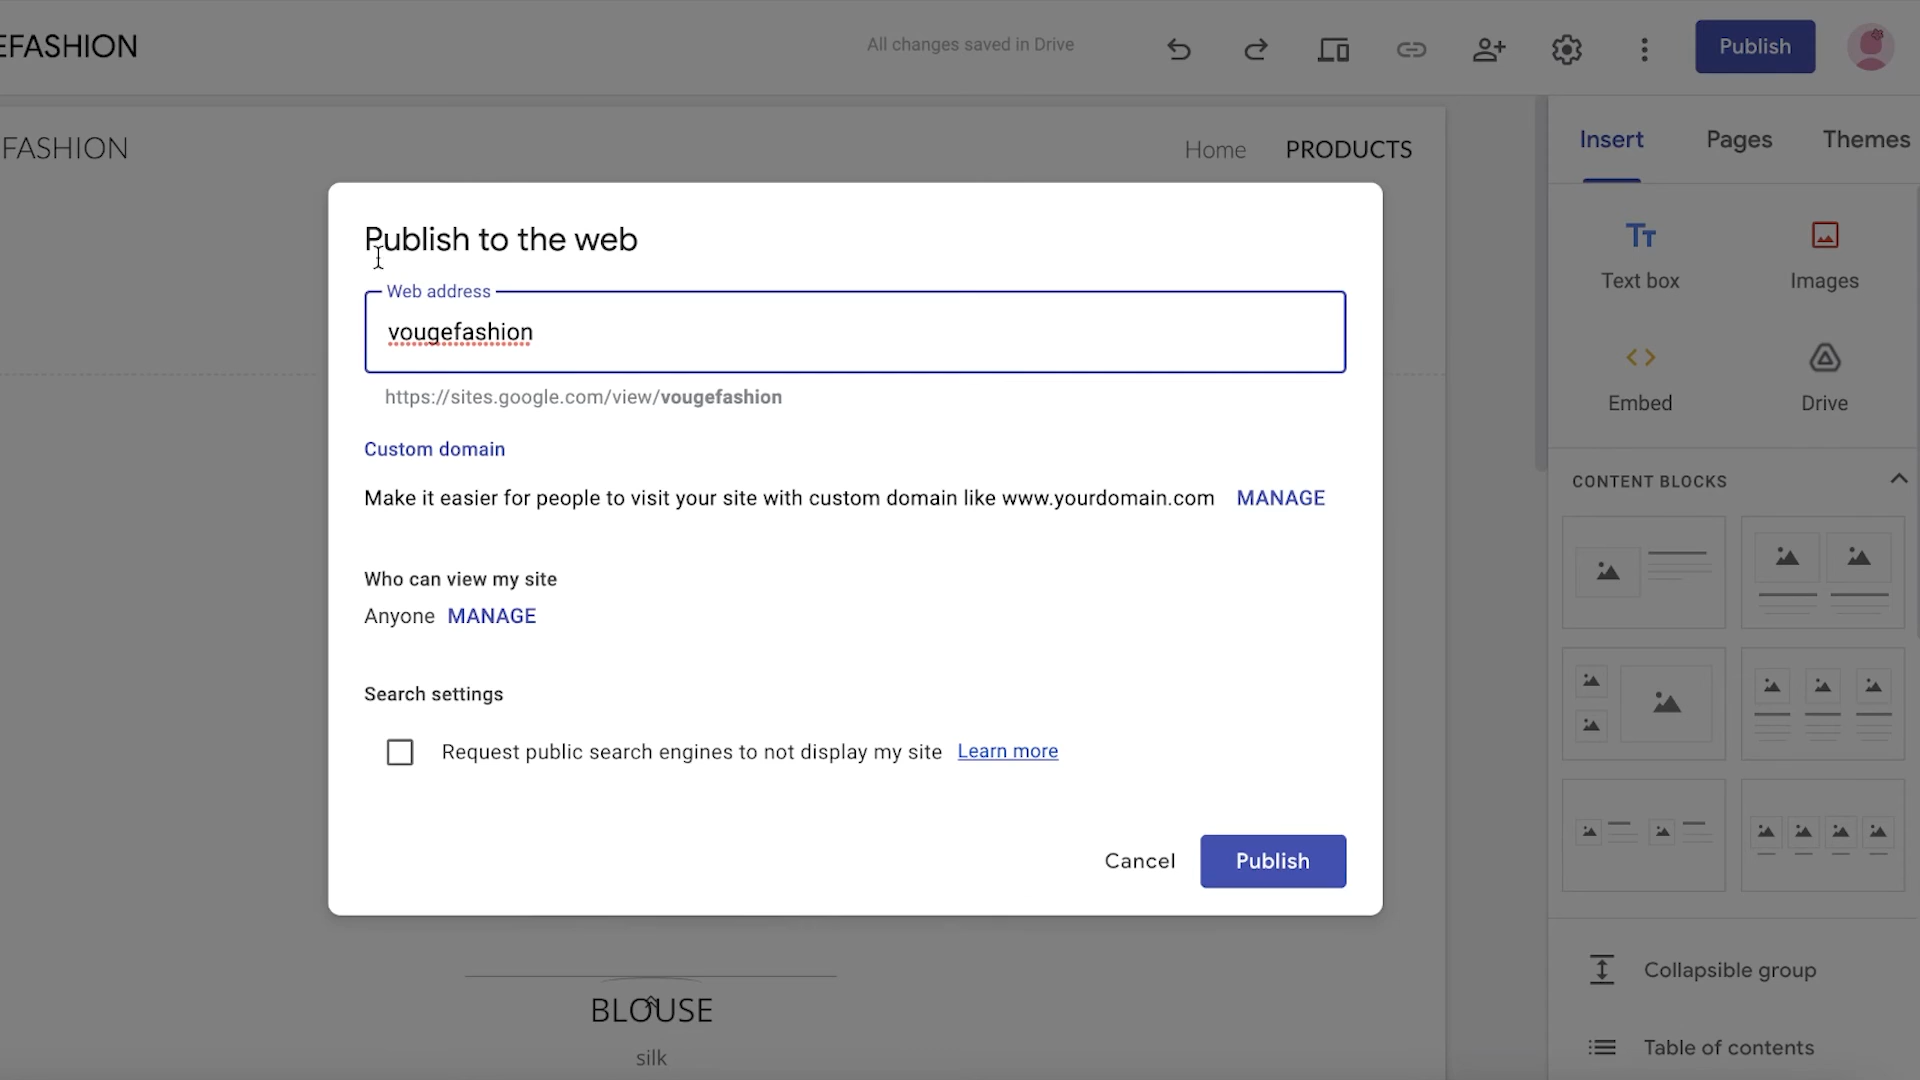 EFASHION
All changes saved in Drive
Publish
FASHION
Home
PRODUCTS
Insert
Pages
Themes
Publish to the web
Web address
vougefashion
https://sites.google.com/view/vougefashion
Custom domain
Make it easier for people to visit your site with custom domain like www.yourdomain.com MANAGE
Who can view my site
Anyone MANAGE
Search settings
Request public search engines to not display my site Learn more
Cancel
Publish
Text box
Images
Embed
Drive
CONTENT BLOCKS
Collapsible group
Table of contents
BLOUSE
silk